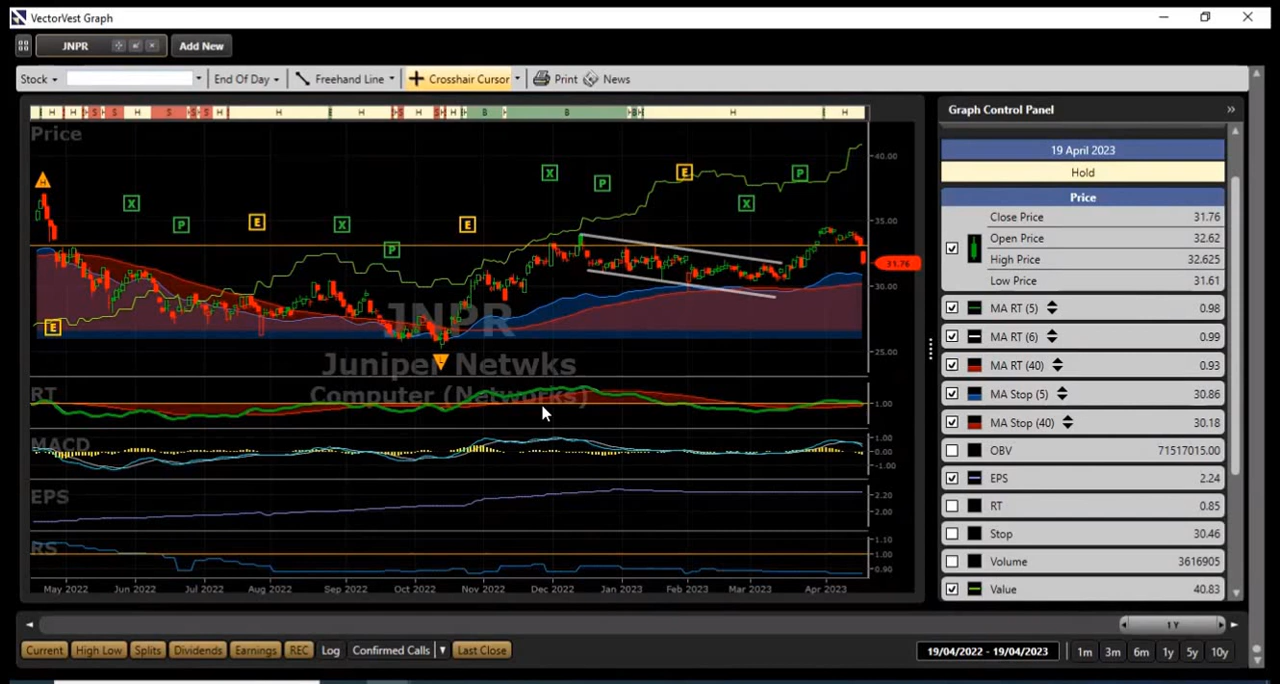 VectorVest Graph
JNPR Add New
Stock End Of Day Freehand Line Crosshair Cursor Print News
H H S S H S S S H H E H S H S H H B B B H H
Price
40.00
35.00
31.76
30.00
25.00
X P E X P E X P E X P
E
L
JNPR
Juniper Netwks
Computer (Networks)
RT
1.00
MACD
1.00
0.00
-1.00
EPS
2.20
2.00
RS
1.10
1.00
0.90
May 2022 Jun 2022 Jul 2022 Aug 2022 Sep 2022 Oct 2022 Nov 2022 Dec 2022 Jan 2023 Feb 2023 Mar 2023 Apr 2023
Graph Control Panel »
19 April 2023
Hold
Price
Close Price 31.76
Open Price 32.62
High Price 32.625
Low Price 31.61
MA RT (5) 0.98
MA RT (6) 0.99
MA RT (40) 0.93
MA Stop (5) 30.86
MA Stop (40) 30.18
OBV 71517015.00
EPS 2.24
RT 0.85
Stop 30.46
Volume 3616905
Value 40.83
1 Y
Current High Low Splits Dividends Earnings REC Log Confirmed Calls Last Close 19/04/2022 - 19/04/2023 1m 3m 6m 1y 5y 10y